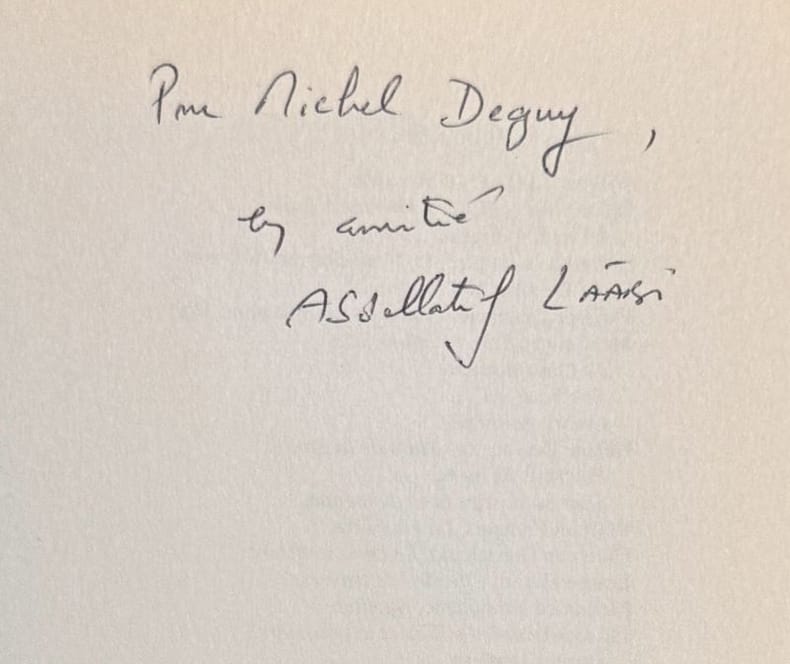 Pour Michel Deguy,
en amitié
Abdellatif LAÂBI